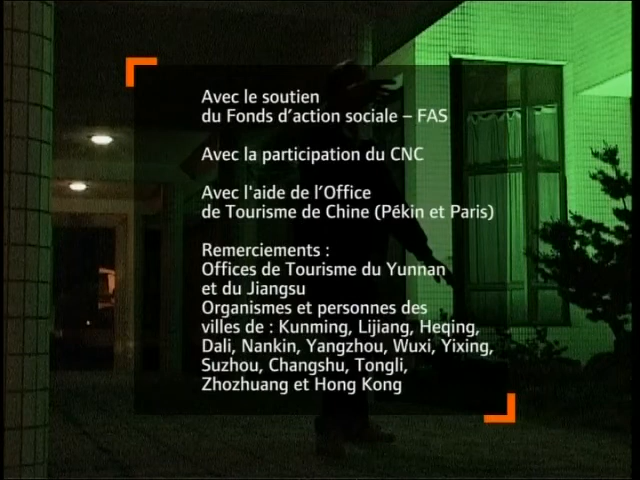 Avec le soutien
du Fonds d'action sociale – FAS
Avec la participation du CNC
Avec l'aide de l'Office
de Tourisme de Chine (Pékin et Paris)
Remerciements :
Offices de Tourisme du Yunnan
et du Jiangsu
Organismes et personnes des
villes de : Kunming, Lijiang, Heqing,
Dali, Nankin, Yangzhou, Wuxi, Yixing,
Suzhou, Changshu, Tongli,
Zhozhuang et Hong Kong